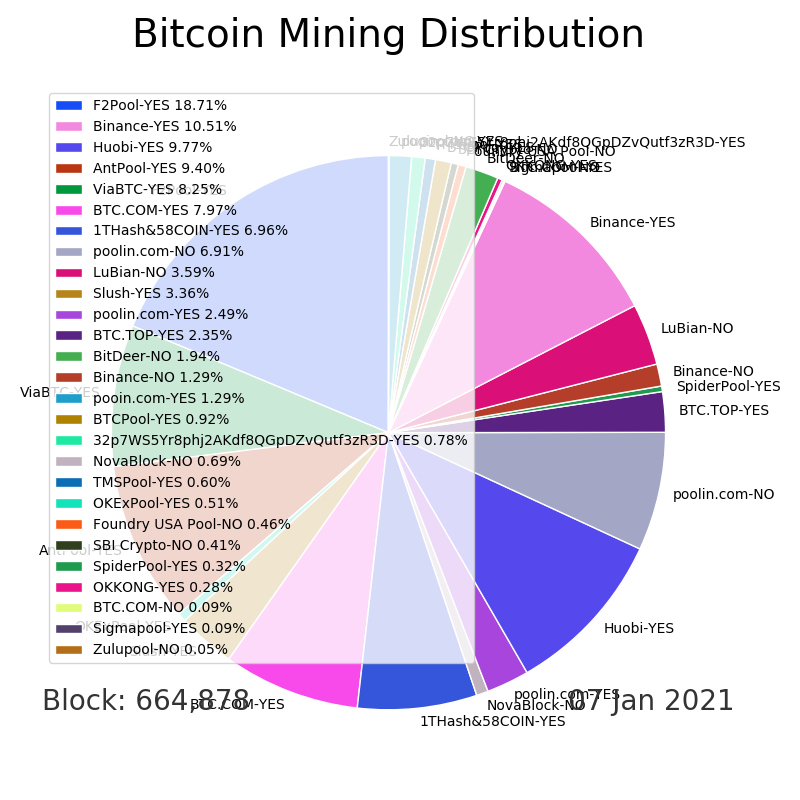 Bitcoin Mining Distribution
F2Pool-YES 18.71%
Binance-YES 10.51%
Huobi-YES 9.77%
AntPool-YES 9.40%
ViaBTC-YES 8.25%
BTC.COM-YES 7.97%
1THash&58COIN-YES 6.96%
poolin.com-NO 6.91%
LuBian-NO 3.59%
Slush-YES 3.36%
poolin.com-YES 2.49%
BTC.TOP-YES 2.35%
BitDeer-NO 1.94%
Binance-NO 1.29%
pooin.com-YES 1.29%
BTCPool-YES 0.92%
32p7WS5Yr8phj2AKdf8QGpDZvQutf3zR3D-YES 0.78%
NovaBlock-NO 0.69%
TMSPool-YES 0.60%
OKExPool-YES 0.51%
Foundry USA Pool-NO 0.46%
SBI Crypto-NO 0.41%
SpiderPool-YES 0.32%
OKKONG-YES 0.28%
BTC.COM-NO 0.09%
Sigmapool-YES 0.09%
Zulupool-NO 0.05%
BitDeer-NO
Binance-YES
LuBian-NO
Binance-NO
SpiderPool-YES
BTC.TOP-YES
poolin.com-NO
Huobi-YES
poolin.com-YES
NovaBlock-NO
1THash&58COIN-YES
BTC.COM-YES
ViaBTC-YES
AntPool-YES
OKExPool-YES
Block: 664,878
07 Jan 2021